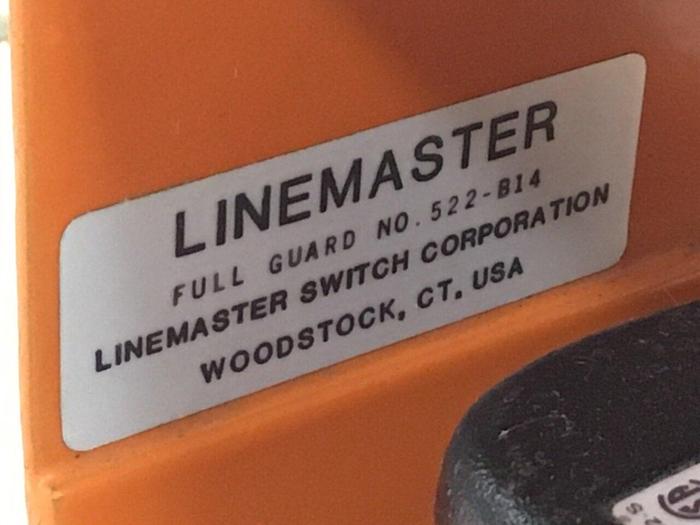 LINEMASTER
FULL GUARD NO. 522-B14
LINEMASTER SWITCH CORPORATION
WOODSTOCK, CT. USA